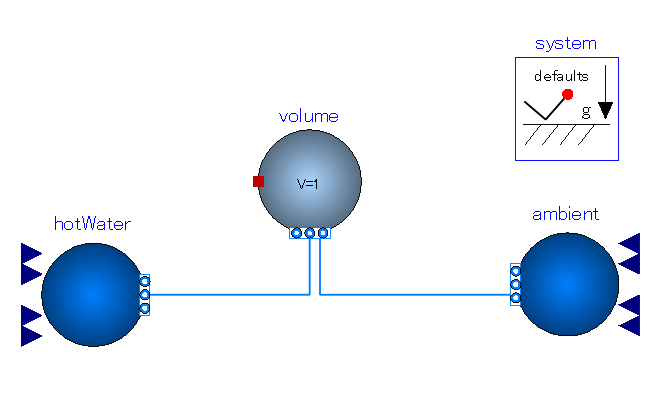 system
defaults
g
volume
V=1
hotWater
ambient